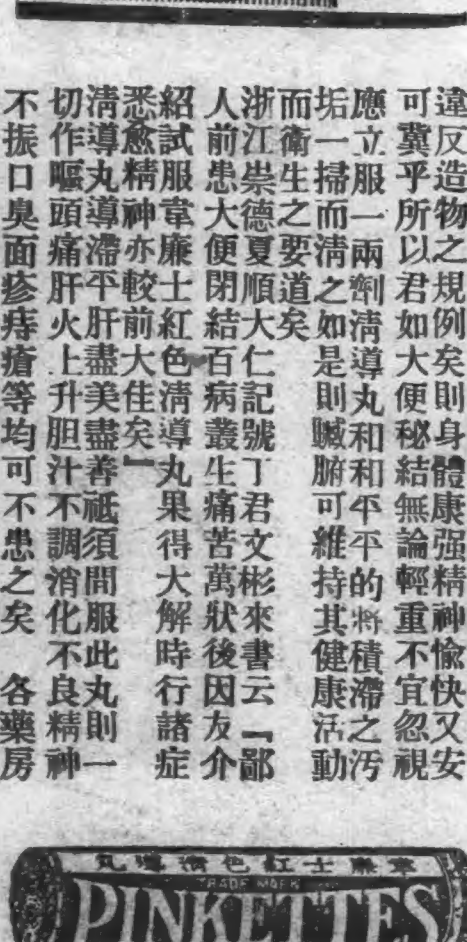 違反造物之規例矣則身體康强精神愉快又安
可冀乎所以君如大便秘結無論輕重不宜忽視
應立服一兩劑清導丸和和平平的將積滯之汚
垢一掃而清之如是則臟腑可維持其健康活動
而衛生之要道矣
浙江崇德夏順大仁記號丁君文彬來書云『鄙
人前患大便閉結百病叢生痛苦萬狀後因友介
紹試服韋廉士紅色清導丸果得大解時行諸症
悉愈精神亦較前大佳矣』
清導丸導滯平肝盡美盡善祗須間服此丸則一
切作嘔頭痛肝火上升胆汁不調消化不良精神
不振口臭面疹痔瘡等均可不患之矣　各藥房
韋廉士紅色清導丸
TRADE MARK
PINKETTES